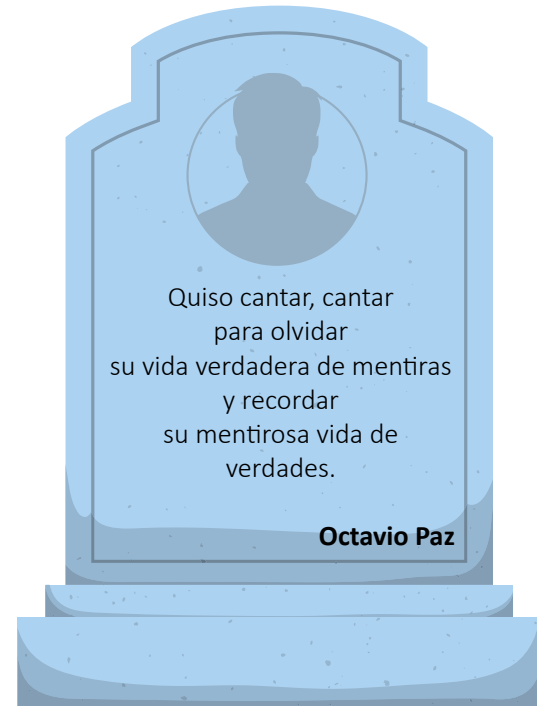 Quiso cantar, cantar
para olvidar
su vida verdadera de mentiras
y recordar
su mentirosa vida de
verdades.
Octavio Paz